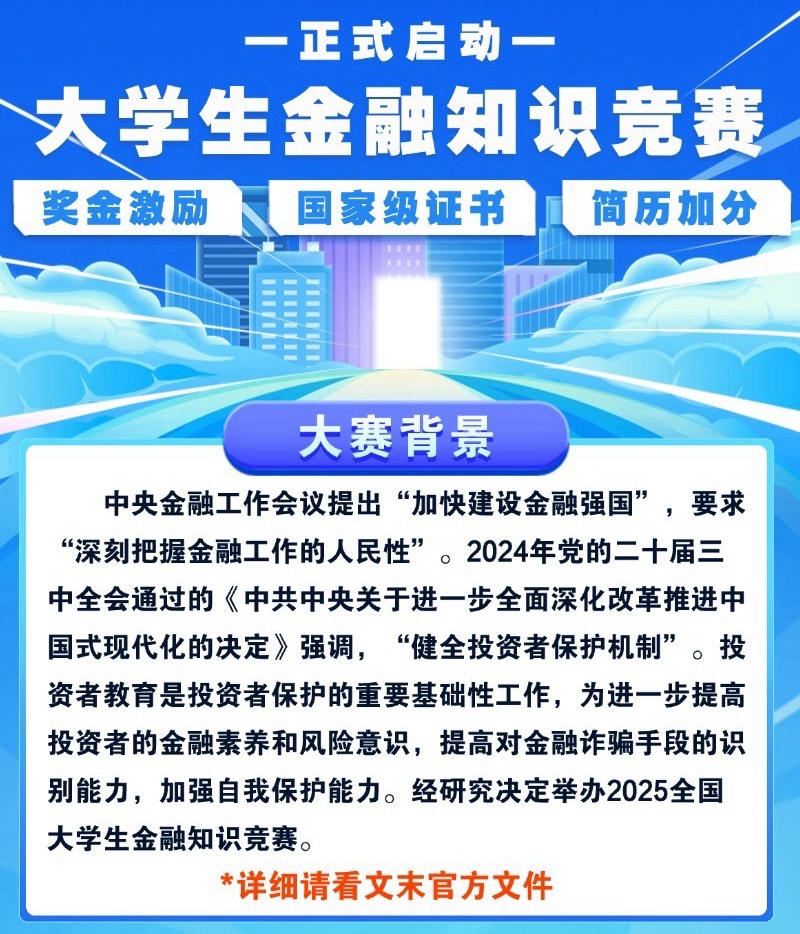 正式启动
大学生金融知识竞赛
奖金激励 国家级证书 简历加分
大赛背景
中央金融工作会议提出“加快建设金融强国”，要求
“深刻把握金融工作的人民性”。2024年党的二十届三
中全会通过的《中共中央关于进一步全面深化改革推进中
国式现代化的决定》强调，“健全投资者保护机制”。投
资者教育是投资者保护的重要基础性工作，为进一步提高
投资者的金融素养和风险意识，提高对金融诈骗手段的识
别能力，加强自我保护能力。经研究决定举办2025全国
大学生金融知识竞赛。
*详细请看文末官方文件